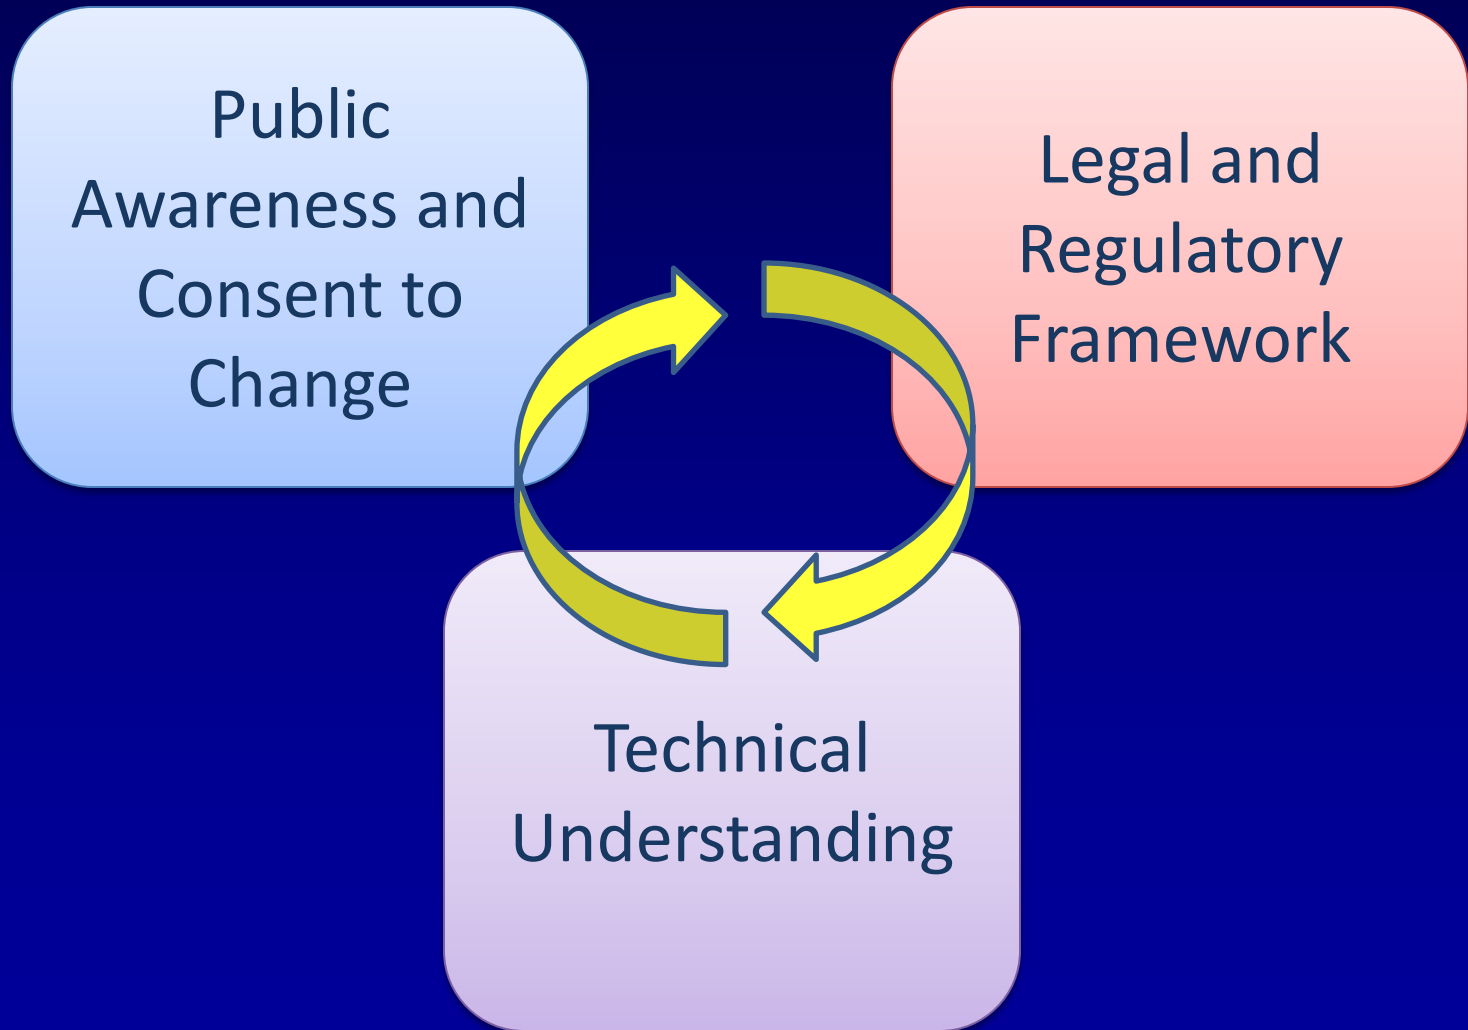 Public
Awareness and
Consent to
Change
Legal and
Regulatory
Framework
Technical
Understanding